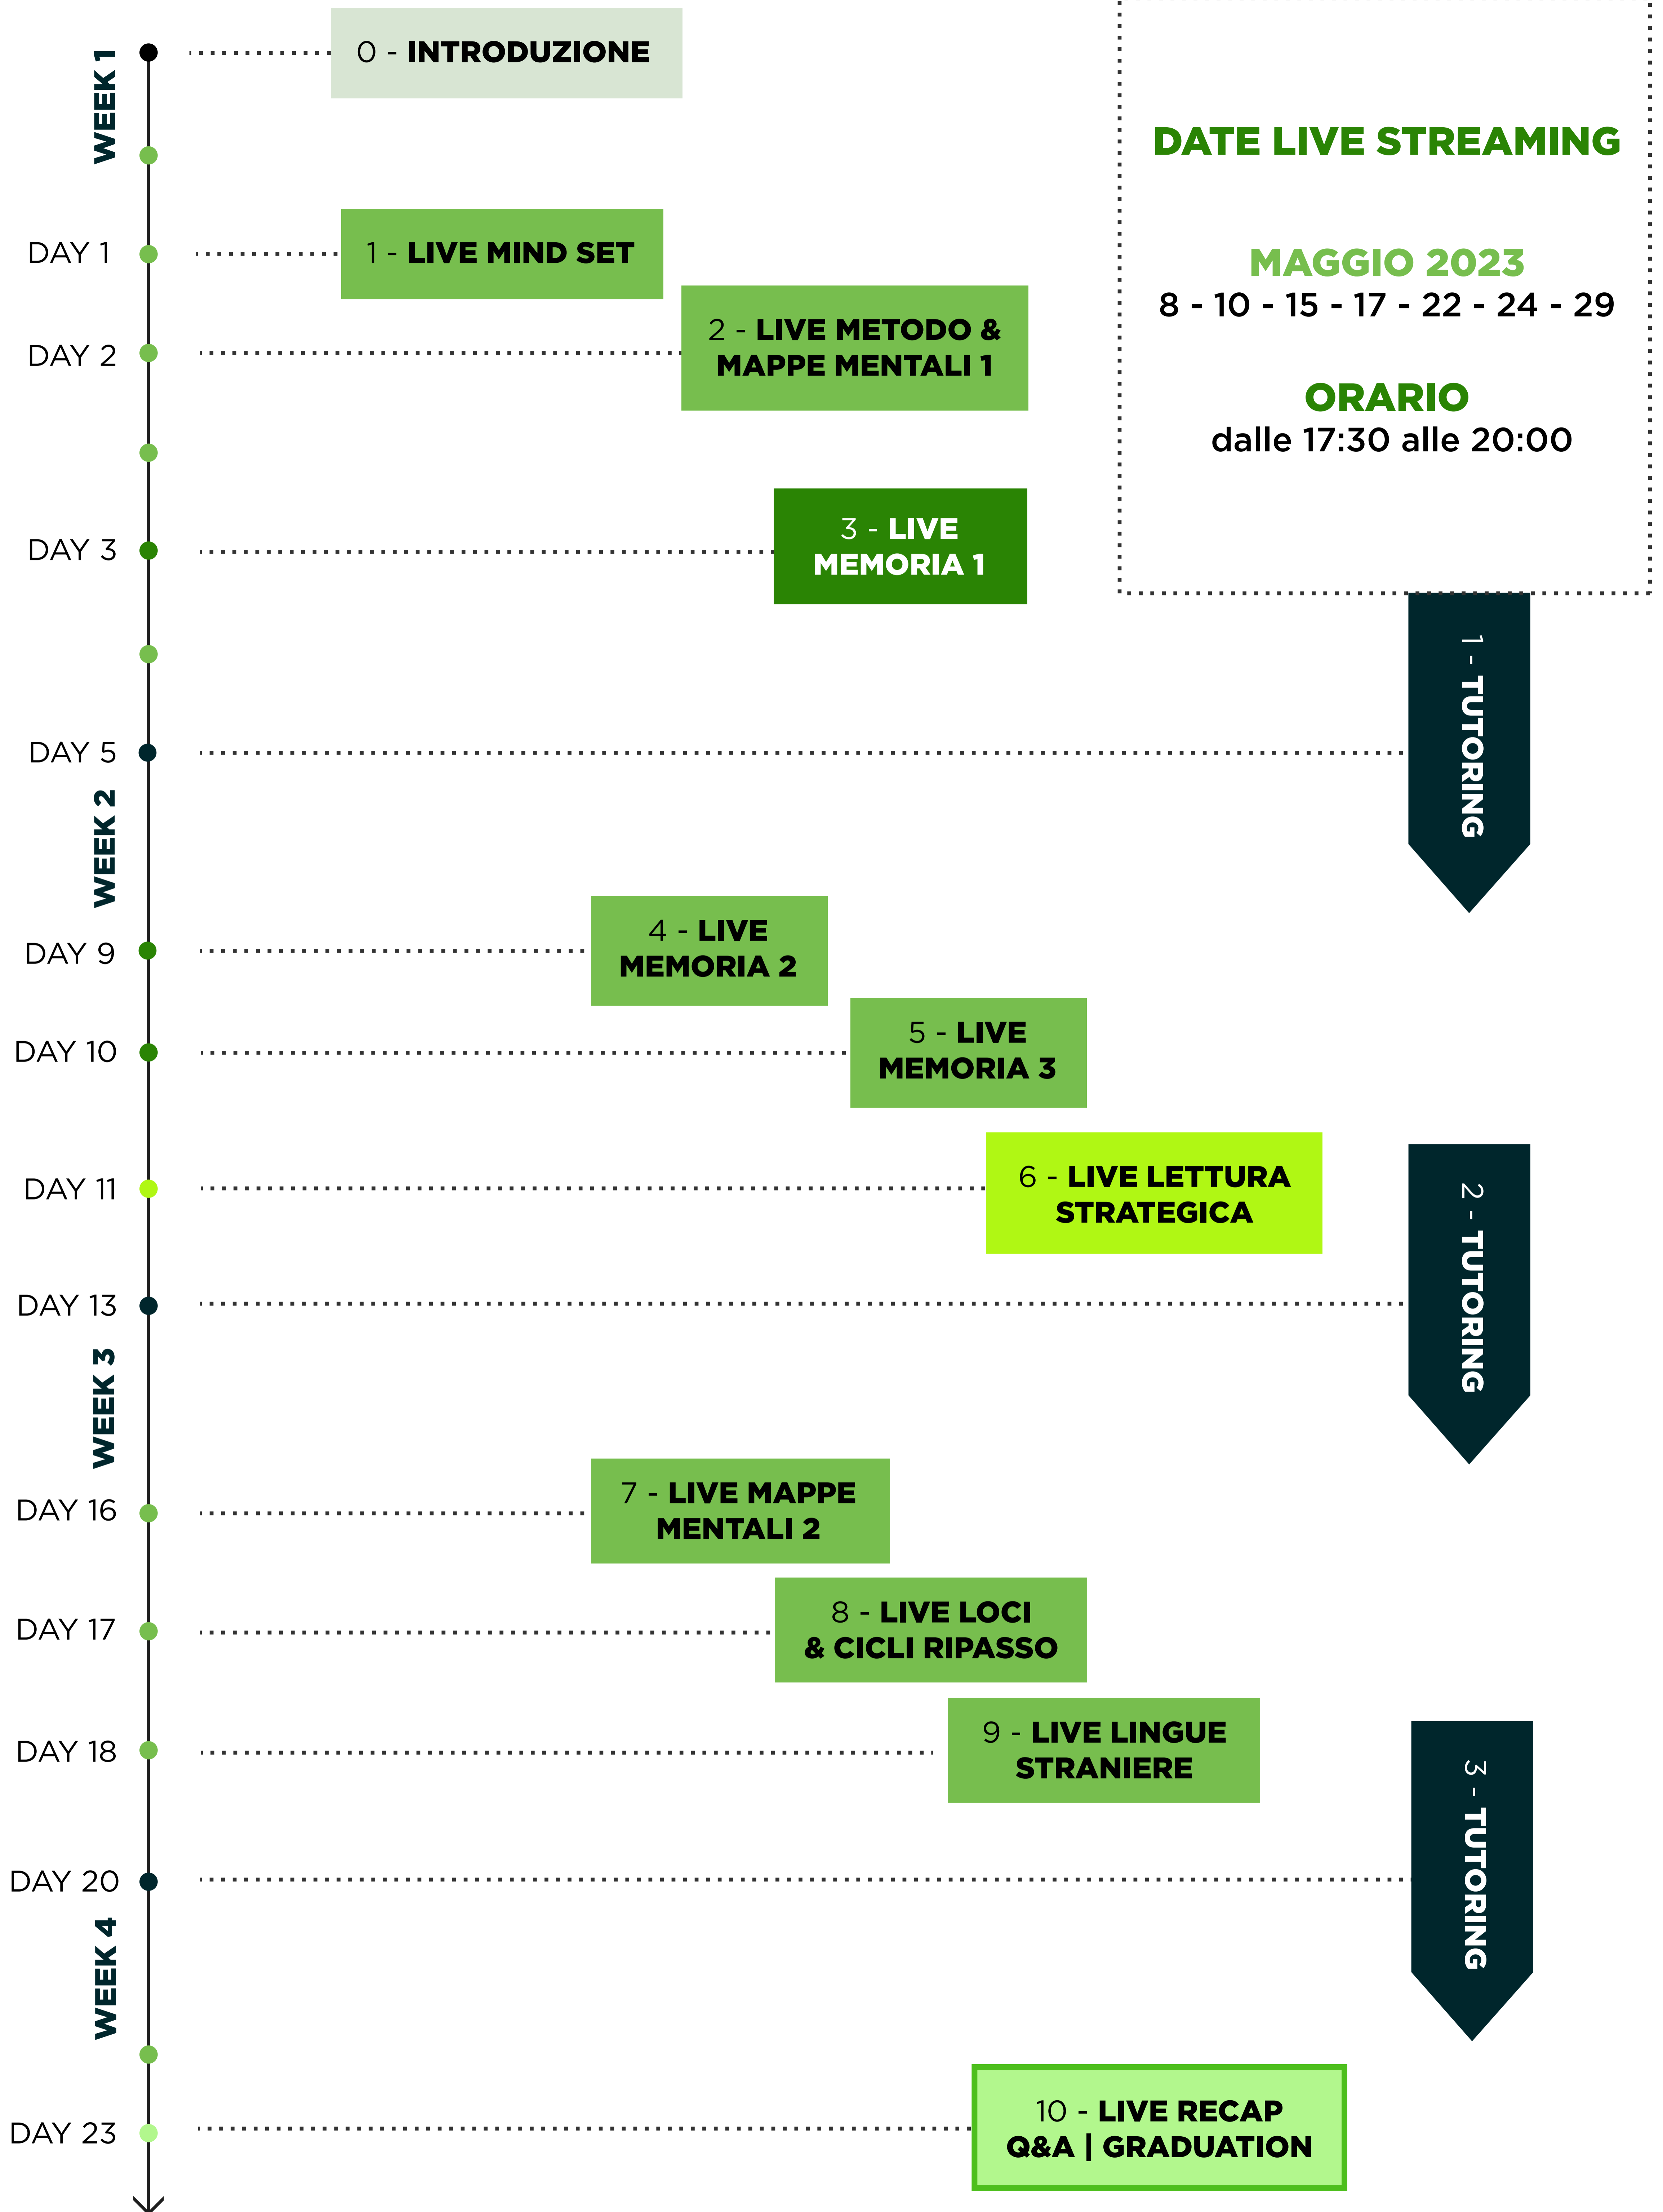 WEEK 1
0 - INTRODUZIONE
DATE LIVE STREAMING
MAGGIO 2023
8 - 10 - 15 - 17 - 22 - 24 - 29
ORARIO
dalle 17:30 alle 20:00
DAY 1
1 - LIVE MIND SET
DAY 2
2 - LIVE METODO &
MAPPE MENTALI 1
DAY 3
3 - LIVE
MEMORIA 1
DAY 5
1 - TUTORING
WEEK 2
DAY 9
4 - LIVE
MEMORIA 2
DAY 10
5 - LIVE
MEMORIA 3
DAY 11
6 - LIVE LETTURA
STRATEGICA
DAY 13
2 - TUTORING
WEEK 3
DAY 16
7 - LIVE MAPPE
MENTALI 2
DAY 17
8 - LIVE LOCI
& CICLI RIPASSO
DAY 18
9 - LIVE LINGUE
STRANIERE
DAY 20
3 - TUTORING
WEEK 4
DAY 23
10 - LIVE RECAP
Q&A | GRADUATION